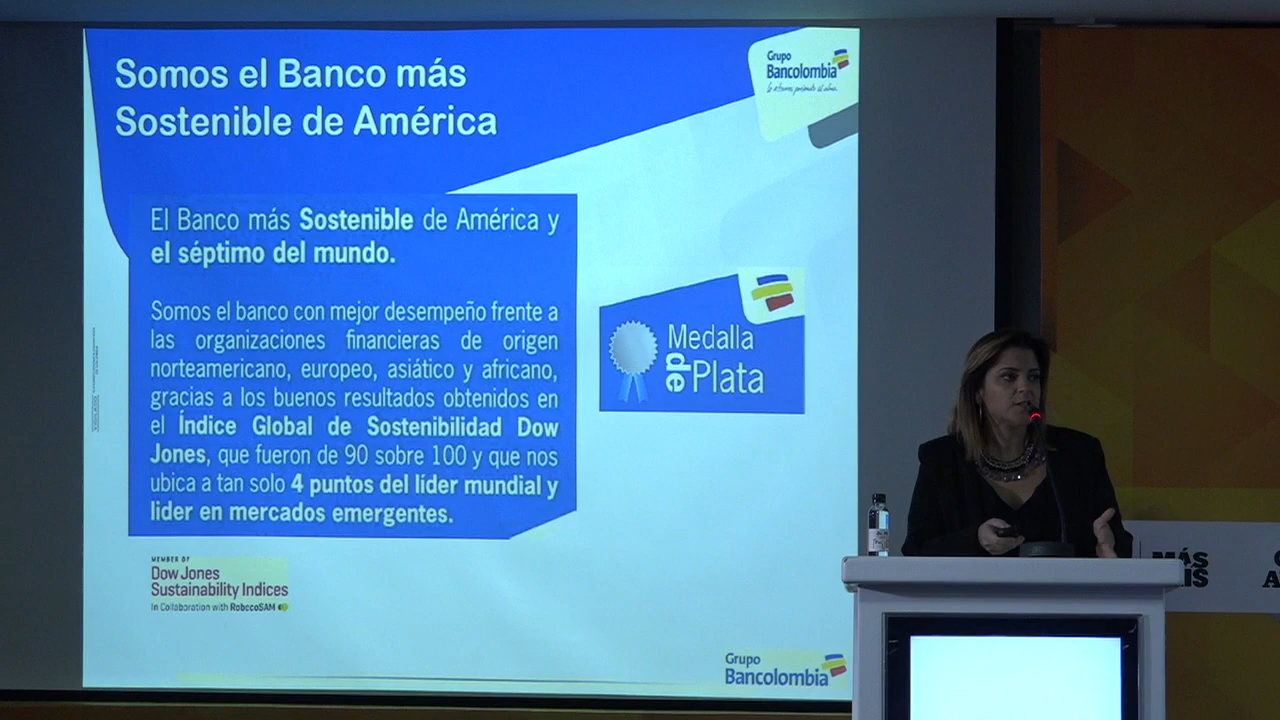 Somos el Banco más
Sostenible de América
Grupo
Bancolombia
El Banco más Sostenible de América y
el séptimo del mundo.
Somos el banco con mejor desempeño frente a
las organizaciones financieras de origen
norteamericano, europeo, asiático y africano,
gracias a los buenos resultados obtenidos en
el Índice Global de Sostenibilidad Dow
Jones, que fueron de 90 sobre 100 y que nos
ubica a tan solo 4 puntos del líder mundial y
lider en mercados emergentes.
Medalla
de
Plata
MEMBER OF
Dow Jones
Sustainability Indices
In Collaboration with RobecoSAM
Grupo
Bancolombia
MÁS